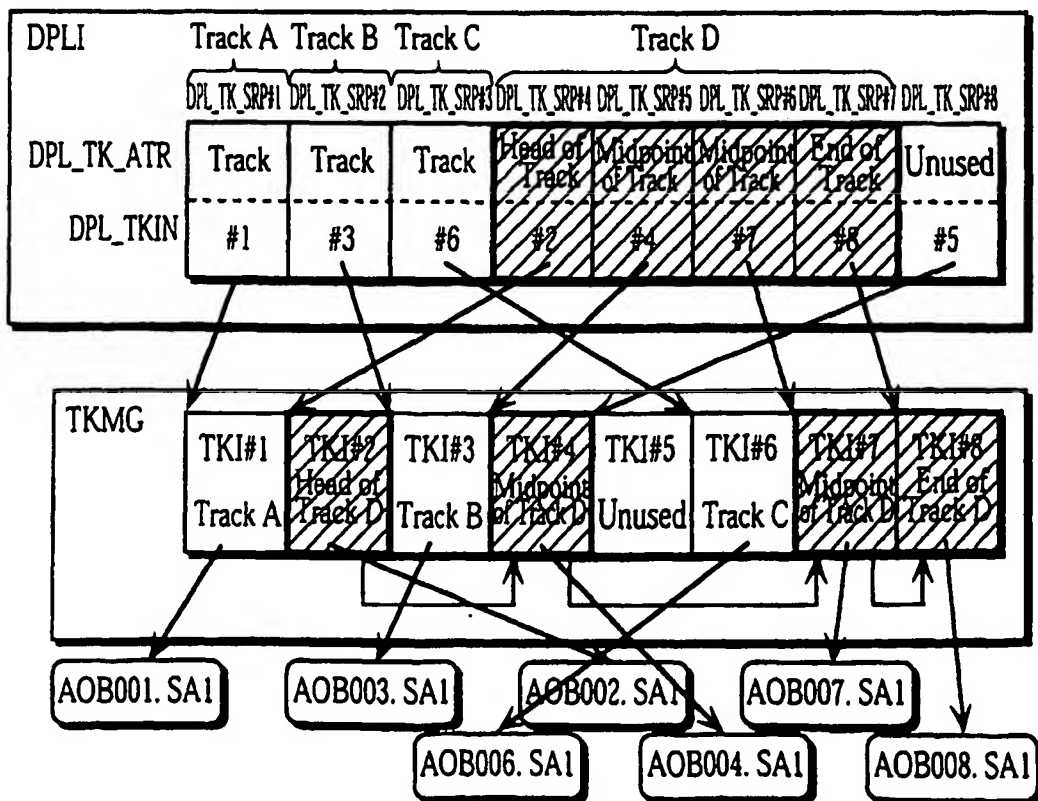 DPLI Track A Track B Track C Track D
DPL_TK_SRP#1 DPL_TK_SRP#2 DPL_TK_SRP#3 DPL_TK_SRP#4 DPL_TK_SRP#5 DPL_TK_SRP#6 DPL_TK_SRP#7 DPL_TK_SRP#8
DPL_TK_ATR Track Track Track Head of Track Midpoint of Track Midpoint of Track End of Track Unused
DPL_TKIN #1 #3 #6 #2 #4 #7 #8 #5
TKMG
TKI#1 TKI#2 TKI#3 TKI#4 TKI#5 TKI#6 TKI#7 TKI#8
Track A Head of Track D Track B Midpoint of Track D Unused Track C Midpoint of Track D End of Track D
AOB001. SA1 AOB003. SA1 AOB002. SA1 AOB007. SA1
AOB006. SA1 AOB004. SA1 AOB008. SA1